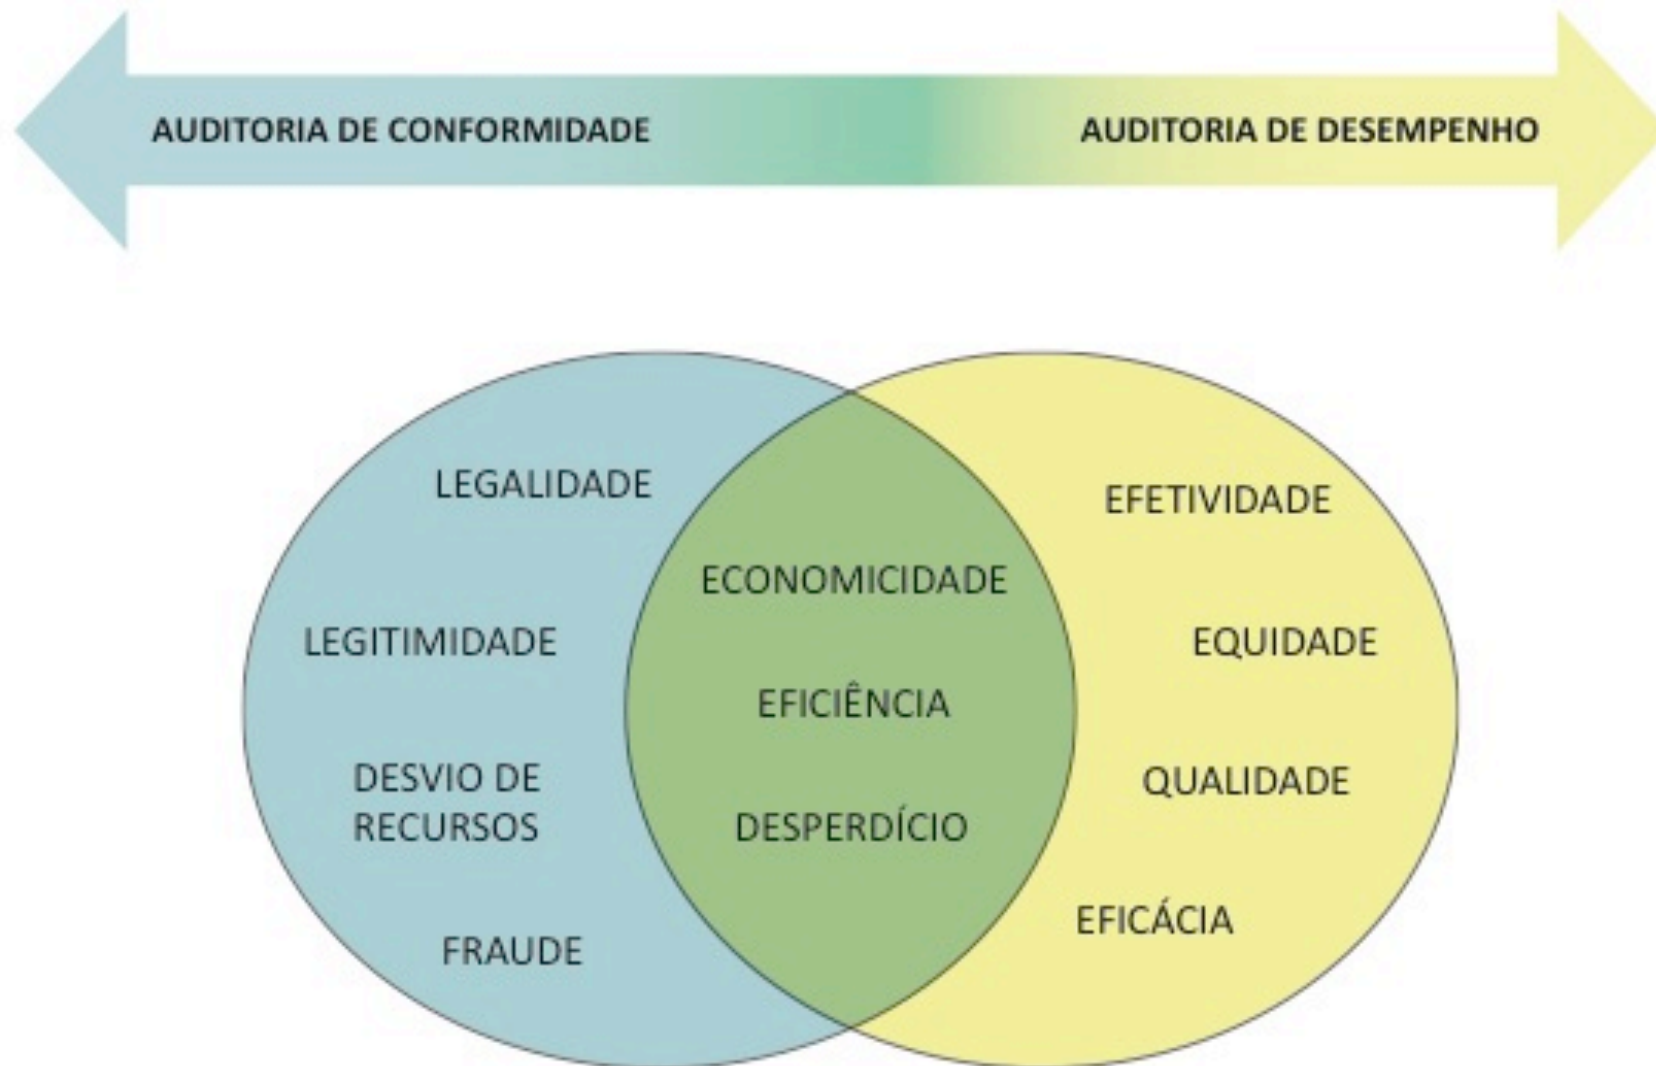 AUDITORIA DE CONFORMIDADE
AUDITORIA DE DESEMPENHO
LEGALIDADE
LEGITIMIDADE
DESVIO DE
RECURSOS
FRAUDE
ECONOMICIDADE
EFICIÊNCIA
DESPERDÍCIO
EFETIVIDADE
EQUIDADE
QUALIDADE
EFICÁCIA